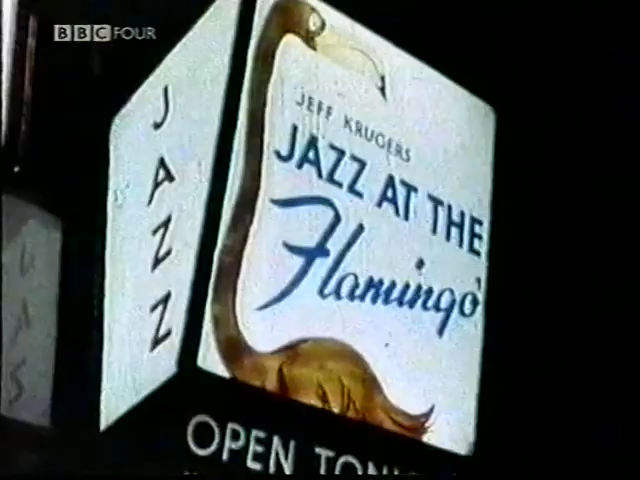 BBC FOUR
JAZZ
JEFF KRUGERS
JAZZ AT THE
Flamingo
OPEN